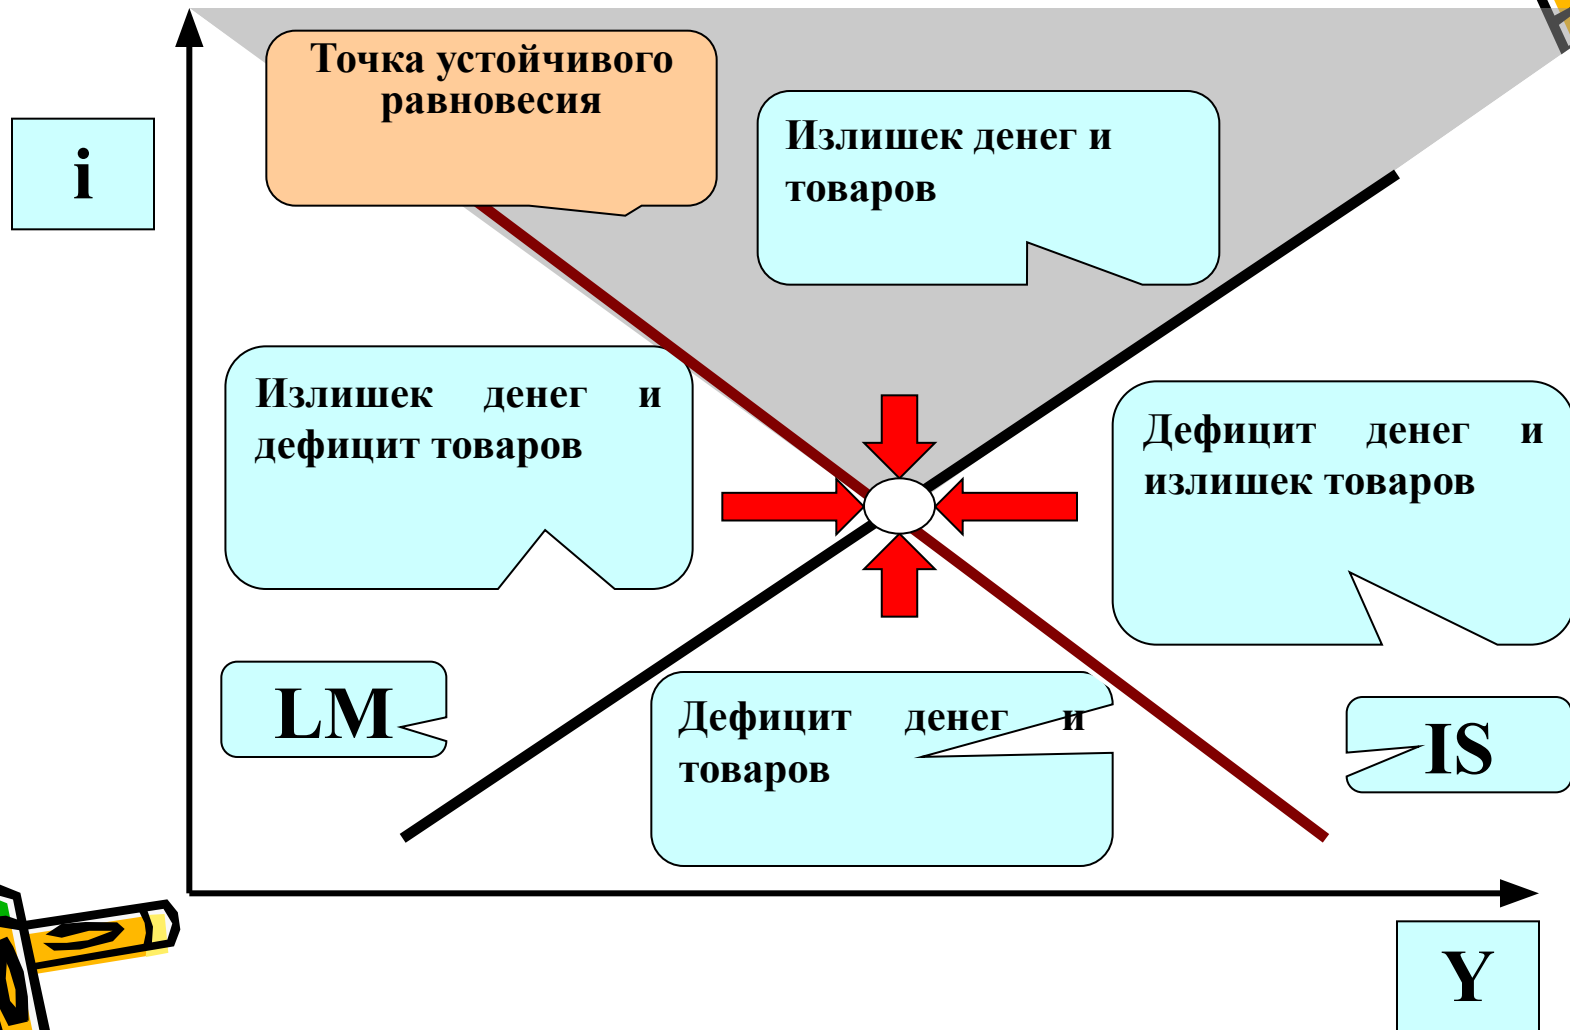 Точка устойчивого
равновесия
i
Излишек денег и
товаров
Излишек денег и
дефицит товаров
Дефицит денег и
излишек товаров
LM
Дефицит денег и
товаров
IS
Y